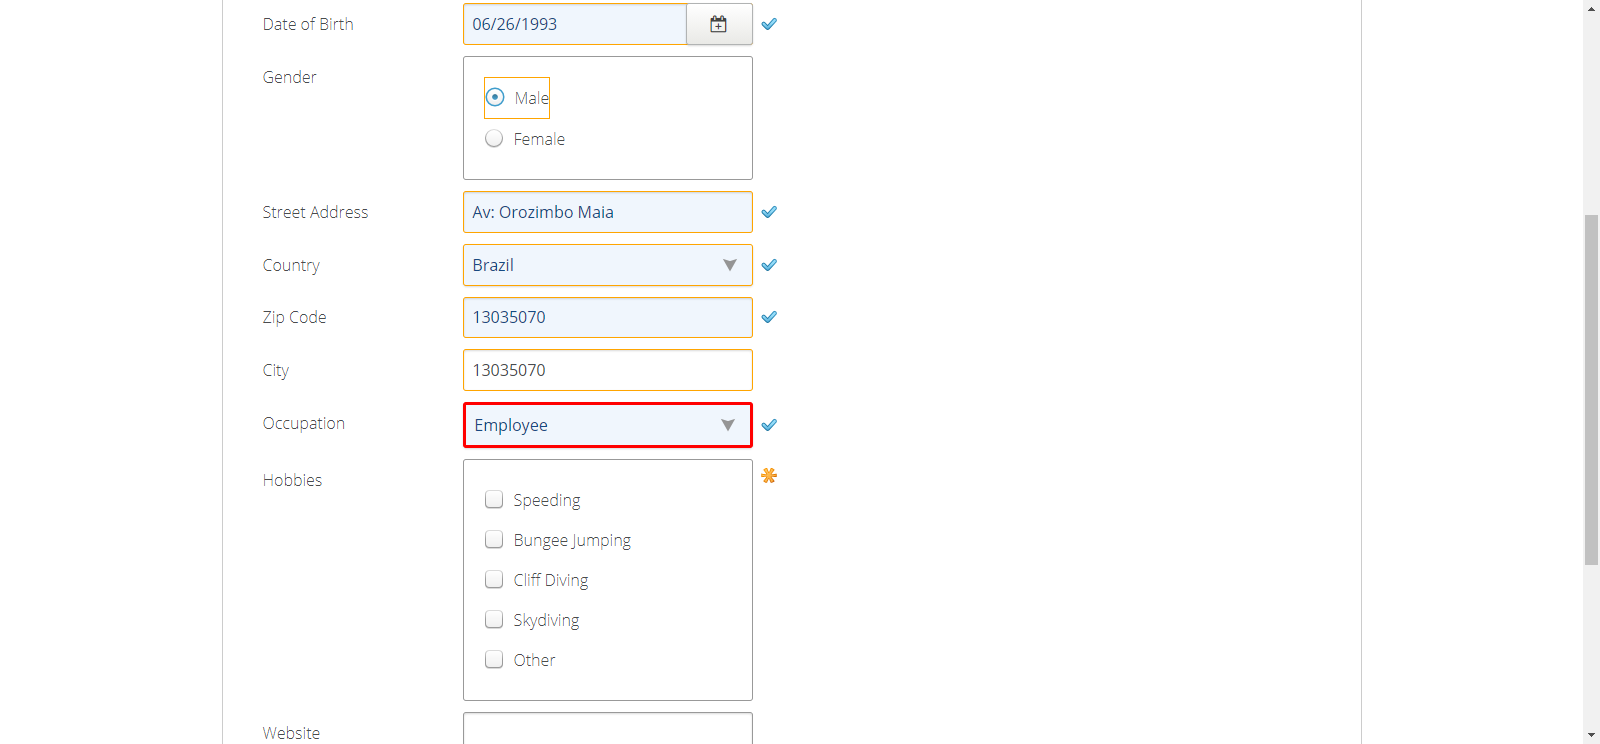 Date of Birth 06/26/1993
Gender
Male
Female
Street Address Av: Orozimbo Maia
Country Brazil
Zip Code 13035070
City 13035070
Occupation Employee
Hobbies
Speeding
Bungee Jumping
Cliff Diving
Skydiving
Other
Website